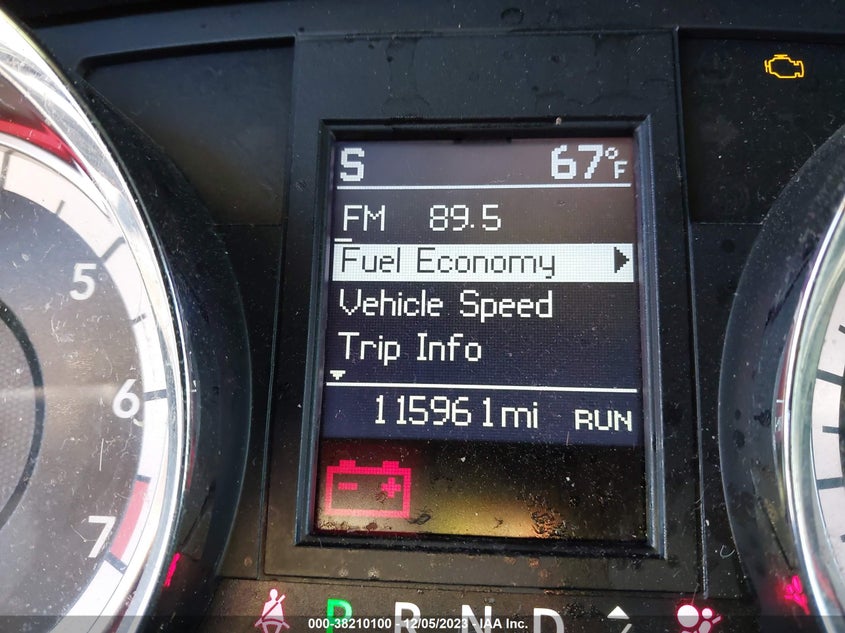 S 67°F
FM 89.5
Fuel Economy
Vehicle Speed
Trip Info
115961mi RUN
5
6
7
P R N D
000-38210100 - 12/05/2023 - IAA Inc.